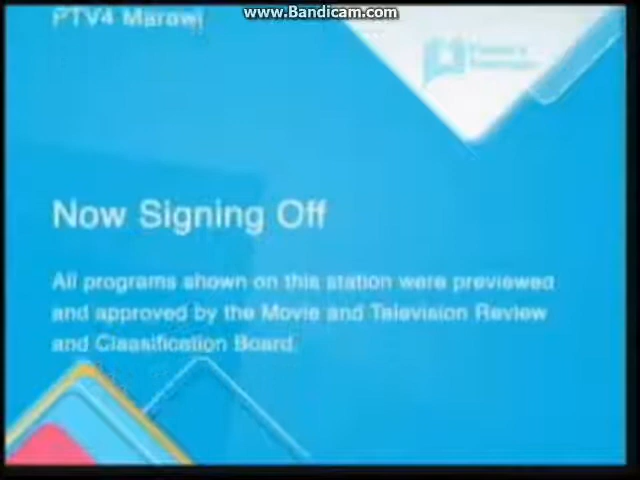 www.Bandicam.com
PTV4 Marawi
Now Signing Off
All programs shown on this station were previewed
and approved by the Movie and Television Review
and Classification Board.